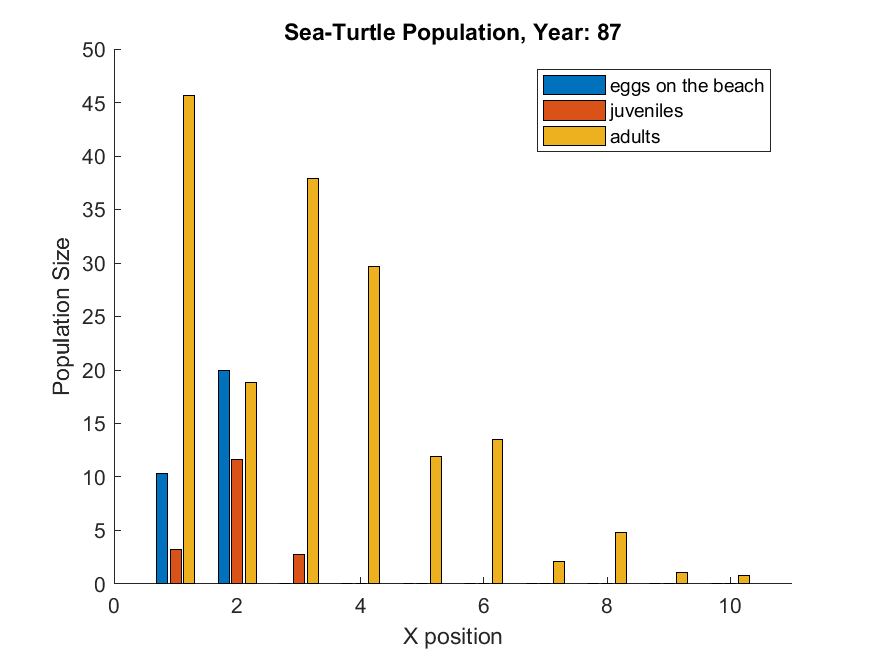 Sea-Turtle Population, Year: 87
50
45
40
35
30
25
20
15
10
5
0
Population Size
eggs on the beach
juveniles
adults
0 2 4 6 8 10
X position